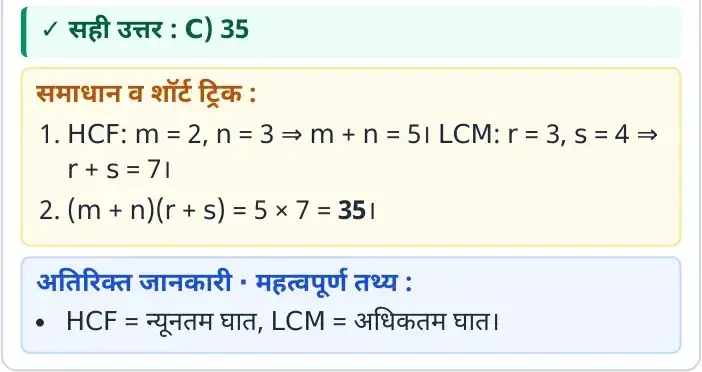 ✓ सही उत्तर : C) 35
समाधान व शॉर्ट ट्रिक :
1. HCF: m = 2, n = 3 ⇒ m + n = 5। LCM: r = 3, s = 4 ⇒
r + s = 7।
2. (m + n)(r + s) = 5 × 7 = 35।
अतिरिक्त जानकारी · महत्वपूर्ण तथ्य :
• HCF = न्यूनतम घात, LCM = अधिकतम घात।